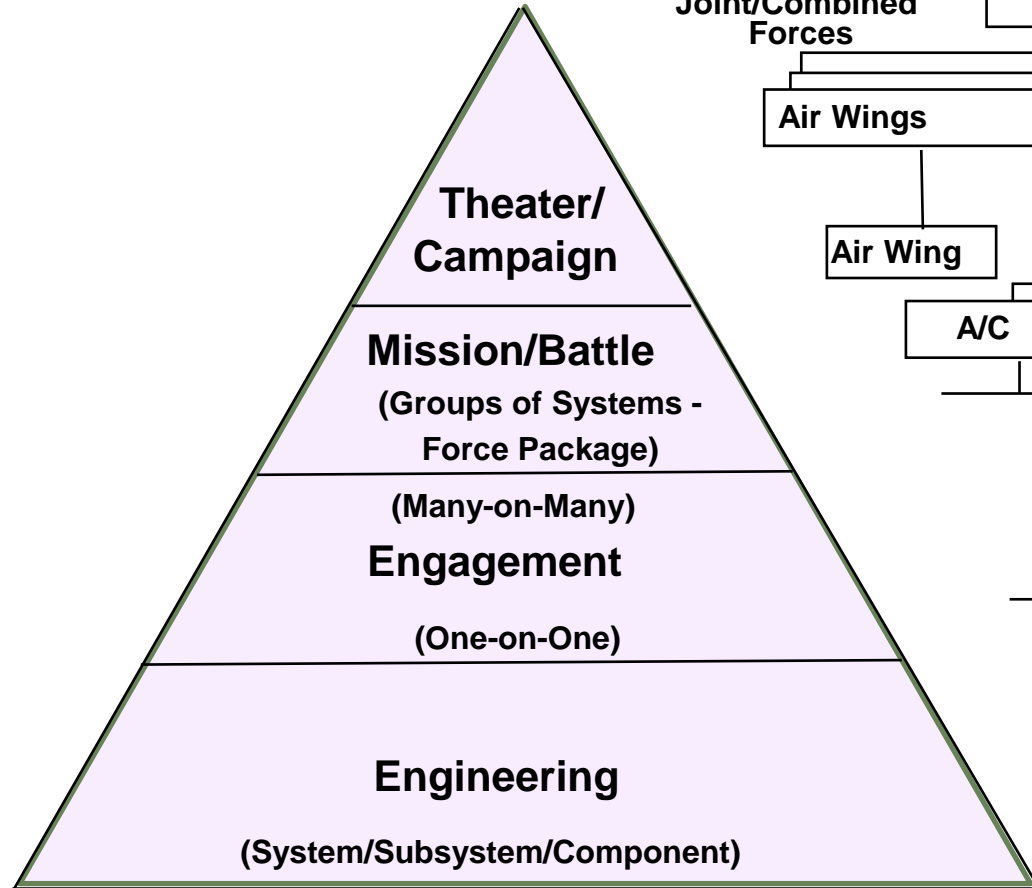 Joint/Combined
Forces
Air Wings
Air Wing
A/C
Theater/
Campaign
Mission/Battle
(Groups of Systems -
Force Package)
(Many-on-Many)
Engagement
(One-on-One)
Engineering
(System/Subsystem/Component)